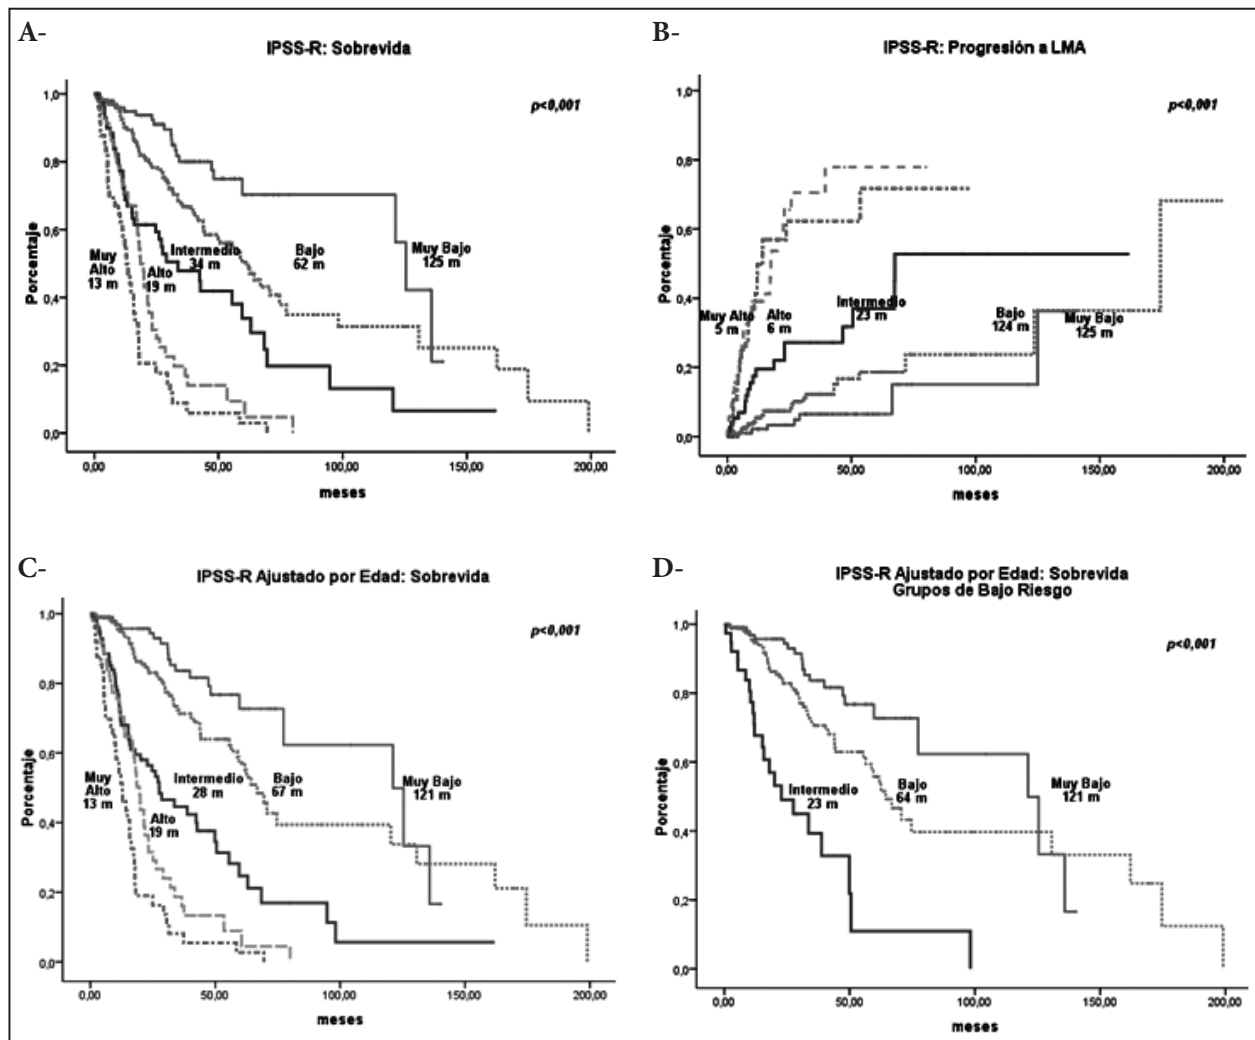 A-
IPSS-R: Sobrevida
p<0,001
1,0
0,8
0,6
0,4
0,2
0,0
Porcentaje
Muy
Alto
13 m
Alto
19 m
Intermedio
34 m
Bajo
62 m
Muy Bajo
125 m
0,00
50,00
100,00
150,00
200,00
meses
B-
IPSS-R: Progresión a LMA
p<0,001
1,0
0,8
0,6
0,4
0,2
0,0
Porcentaje
Muy Alto
5 m
Alto
6 m
Intermedio
23 m
Bajo
124 m
Muy Bajo
125 m
0,00
50,00
100,00
150,00
200,00
meses
C-
IPSS-R Ajustado por Edad: Sobrevida
p<0,001
1,0
0,8
0,6
0,4
0,2
0,0
Porcentaje
Muy
Alto
13 m
Alto
19 m
Intermedio
28 m
Bajo
67 m
Muy Bajo
121 m
0,00
50,00
100,00
150,00
200,00
meses
D-
IPSS-R Ajustado por Edad: Sobrevida
Grupos de Bajo Riesgo
p<0,001
1,0
0,8
0,6
0,4
0,2
0,0
Porcentaje
Intermedio
23 m
Bajo
64 m
Muy Bajo
121 m
0,00
50,00
100,00
150,00
200,00
meses